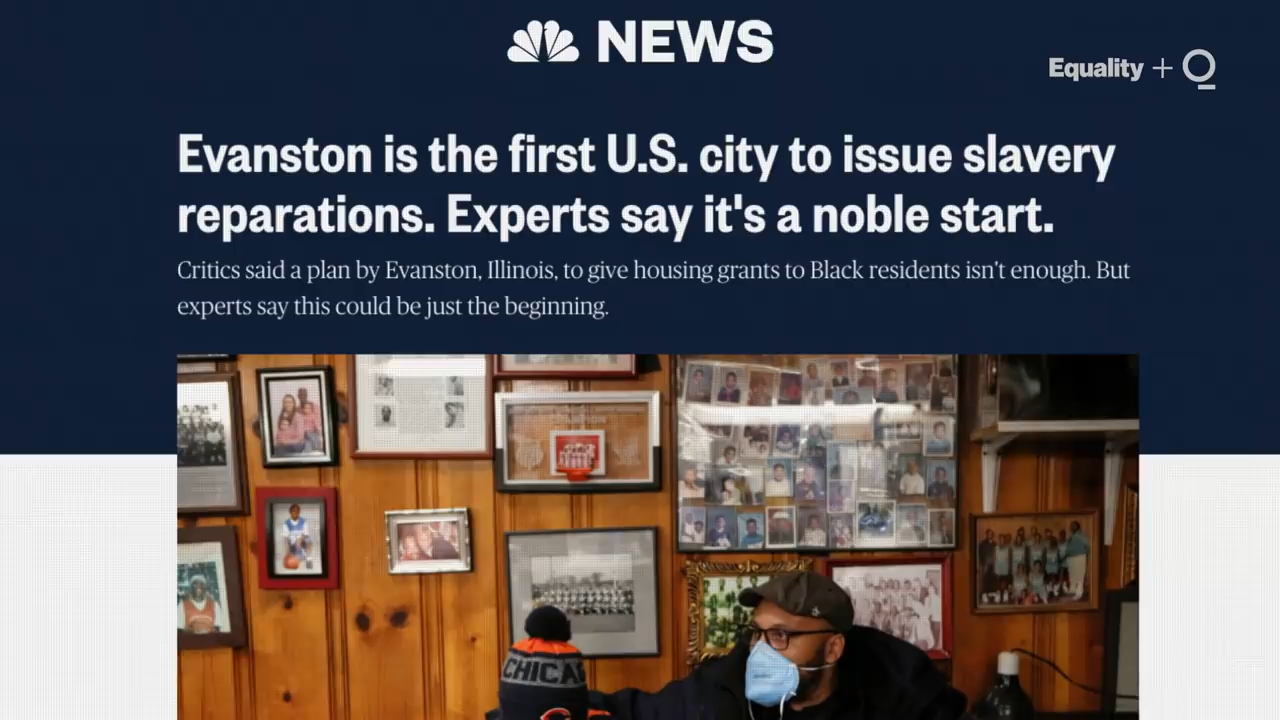 NEWS
Equality + Q
Evanston is the first U.S. city to issue slavery
reparations. Experts say it's a noble start.
Critics said a plan by Evanston, Illinois, to give housing grants to Black residents isn't enough. But
experts say this could be just the beginning.
CHICA